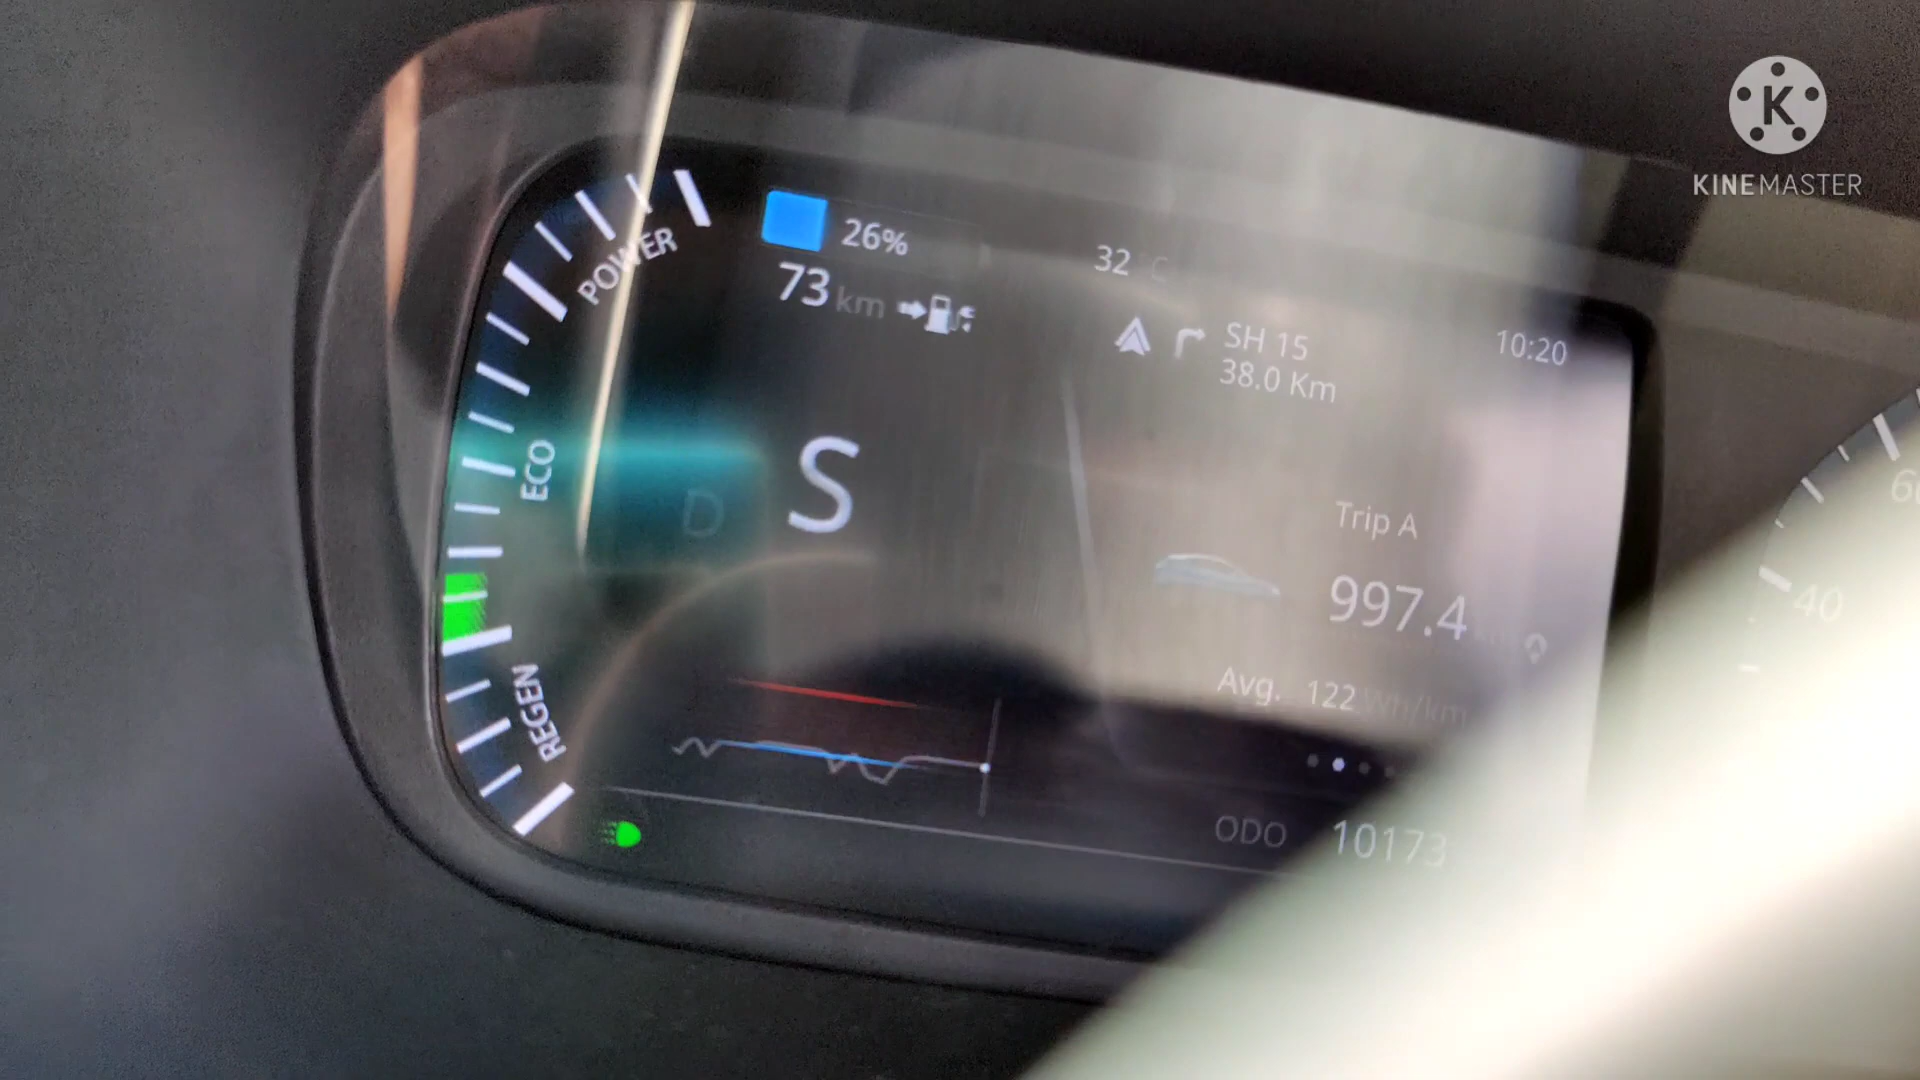 K
KINEMASTER
POWER
26%
32 C
73 km
SH 15
38.0 Km
10:20
ECO
D
S
Trip A
997.4
40
REGEN
Avg. 122 Wh/km
ODO 10173